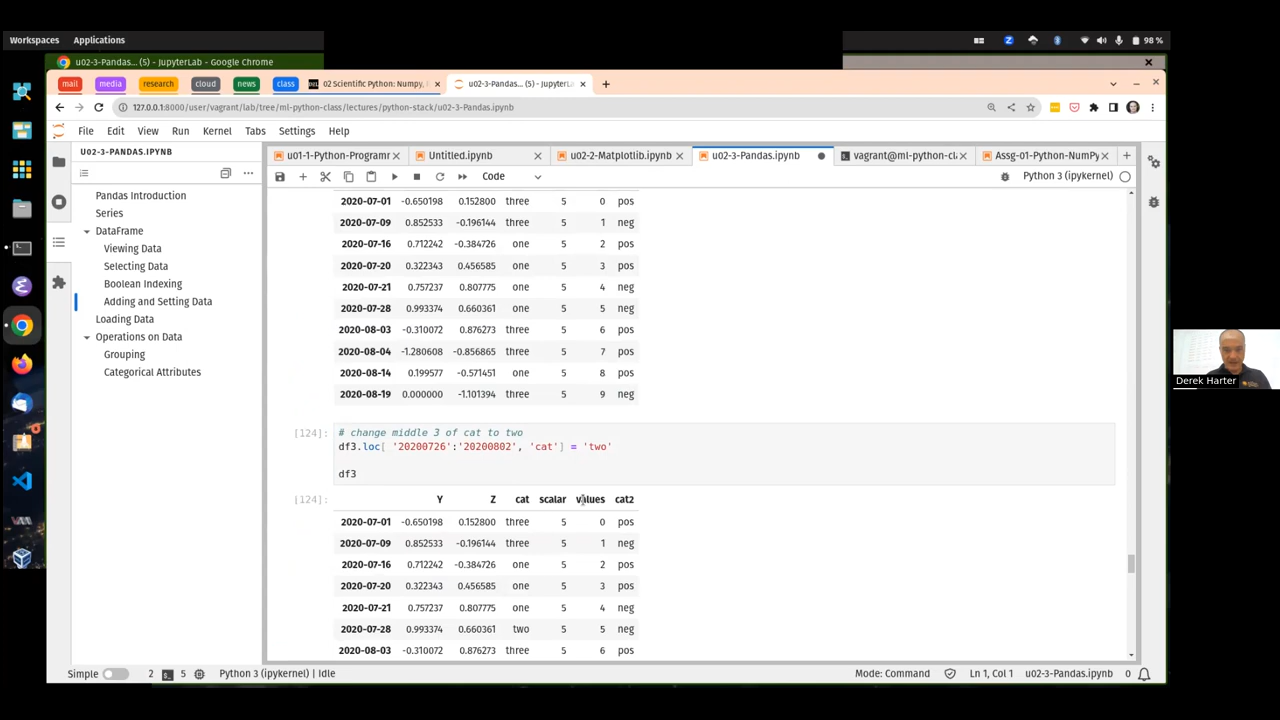 Workspaces Applications 98 %
u02-3-Pandas... (5) - JupyterLab - Google Chrome
mail media research cloud news class 02 Scientific Python: Numpy, u02-3-Pandas... (5) - JupyterLa
127.0.0.1:8000/user/vagrant/lab/tree/ml-python-class/lectures/python-stack/u02-3-Pandas.ipynb
File Edit View Run Kernel Tabs Settings Help
U02-3-PANDAS.IPYNB
Pandas Introduction
Series
DataFrame
Viewing Data
Selecting Data
Boolean Indexing
Adding and Setting Data
Loading Data
Operations on Data
Grouping
Categorical Attributes
u01-1-Python-Programm Untitled.ipynb u02-2-Matplotlib.ipynb u02-3-Pandas.ipynb vagrant@ml-python-cl Assg-01-Python-NumPy
Code Python 3 (ipykernel)
2020-07-01 -0.650198 0.152800 three 5 0 pos
2020-07-09 0.852533 -0.196144 three 5 1 neg
2020-07-16 0.712242 -0.384726 one 5 2 pos
2020-07-20 0.322343 0.456585 one 5 3 pos
2020-07-21 0.757237 0.807775 one 5 4 neg
2020-07-28 0.993374 0.660361 one 5 5 neg
2020-08-03 -0.310072 0.876273 three 5 6 pos
2020-08-04 -1.280608 -0.856865 three 5 7 pos
2020-08-14 0.199577 -0.571451 one 5 8 pos
2020-08-19 0.000000 -1.101394 three 5 9 neg
[124]: # change middle 3 of cat to two
df3.loc[ '20200726':'20200802', 'cat'] = 'two'
df3
[124]: Y Z cat scalar values cat2
2020-07-01 -0.650198 0.152800 three 5 0 pos
2020-07-09 0.852533 -0.196144 three 5 1 neg
2020-07-16 0.712242 -0.384726 one 5 2 pos
2020-07-20 0.322343 0.456585 one 5 3 pos
2020-07-21 0.757237 0.807775 one 5 4 neg
2020-07-28 0.993374 0.660361 two 5 5 neg
2020-08-03 -0.310072 0.876273 three 5 6 pos
Derek Harter
Simple 2 5 Python 3 (ipykernel) | Idle Mode: Command Ln 1, Col 1 u02-3-Pandas.ipynb 0